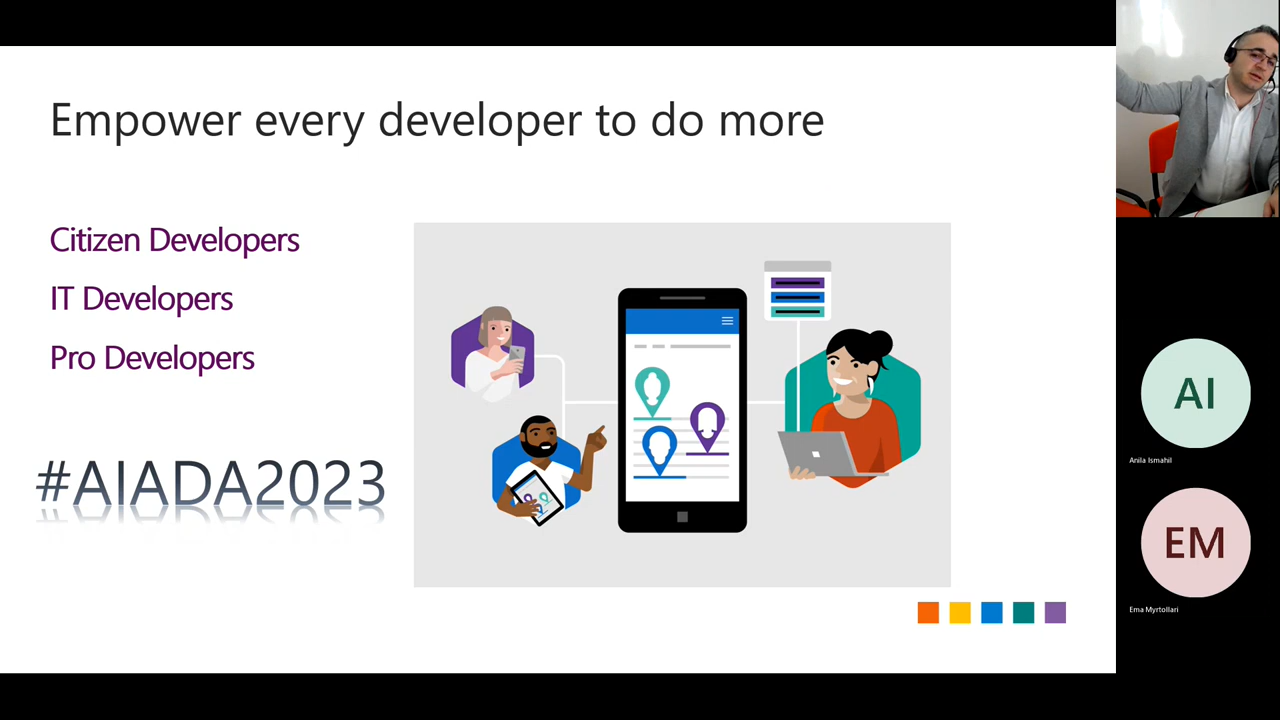 Empower every developer to do more
Citizen Developers
IT Developers
Pro Developers
#AIADA2023
AI
Anila Ismahil
EM
Ema Myrtollari